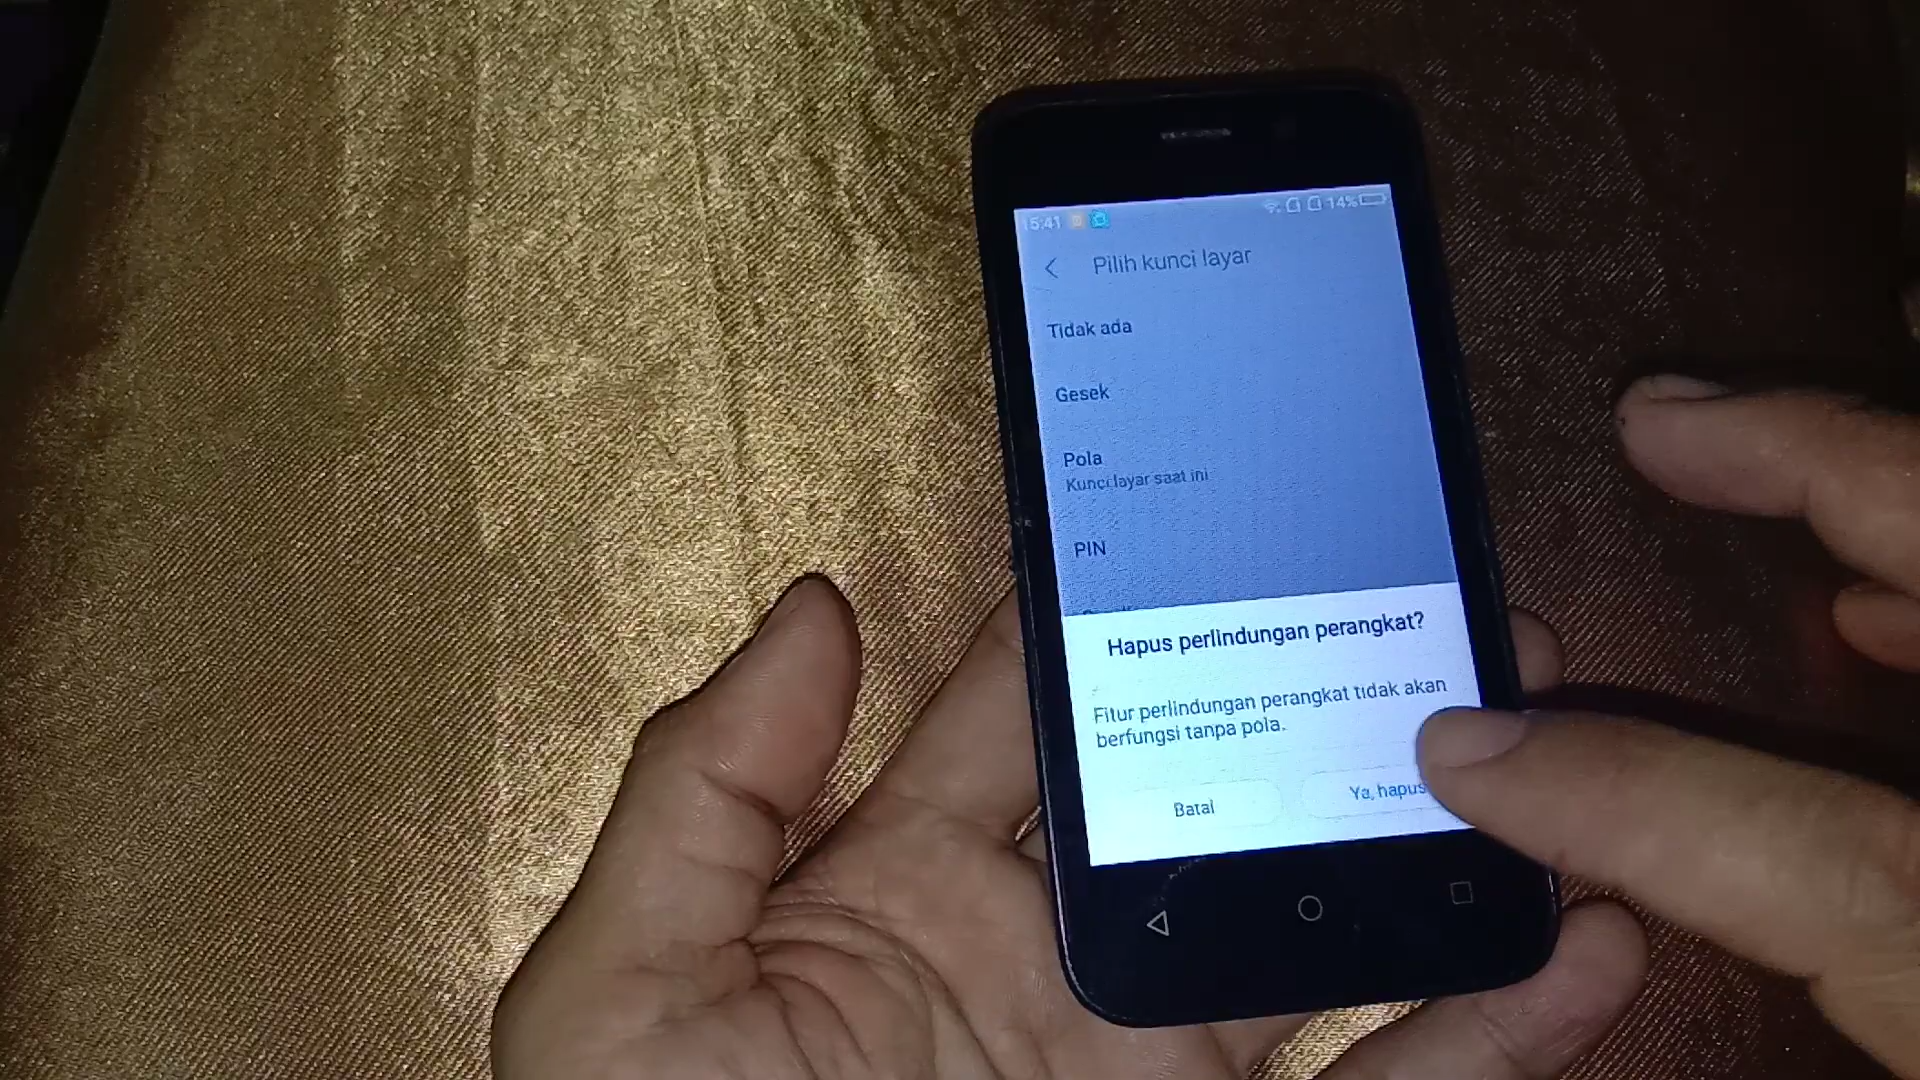 15:41 14%
Pilih kunci layar
Tidak ada
Gesek
Pola
Kunci layar saat ini
PIN
Hapus perlindungan perangkat?
Fitur perlindungan perangkat tidak akan
berfungsi tanpa pola.
Batal Ya, hapus